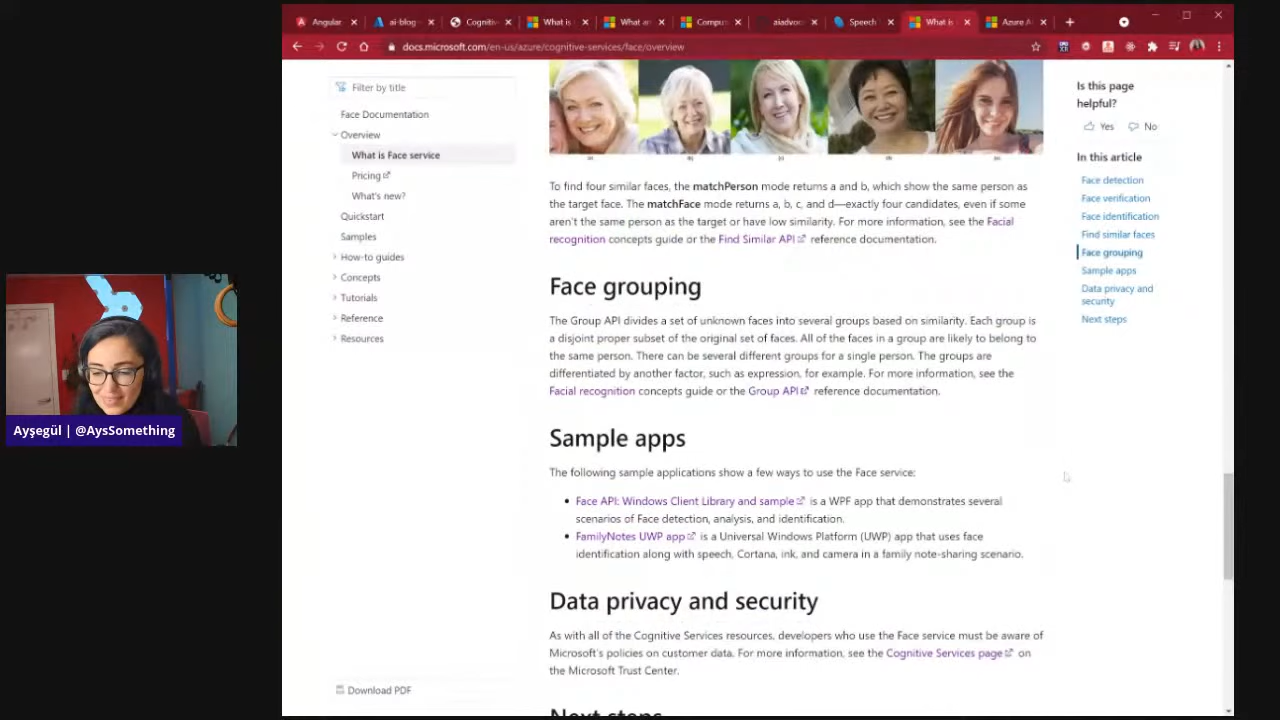 Angular
ai-blog
Cognitiv
What is
What are
Comput
aiadvoc
Speech
What is
Azure A
docs.microsoft.com/en-us/azure/cognitive-services/face/overview
Filter by title
Face Documentation
Overview
What is Face service
Pricing
What's new?
Quickstart
Samples
How-to guides
Concepts
Tutorials
Reference
Resources
Download PDF
To find four similar faces, the matchPerson mode returns a and b, which show the same person as
the target face. The matchFace mode returns a, b, c, and d—exactly four candidates, even if some
aren't the same person as the target or have low similarity. For more information, see the Facial
recognition concepts guide or the Find Similar API reference documentation.
Face grouping
The Group API divides a set of unknown faces into several groups based on similarity. Each group is
a disjoint proper subset of the original set of faces. All of the faces in a group are likely to belong to
the same person. There can be several different groups for a single person. The groups are
differentiated by another factor, such as expression, for example. For more information, see the
Facial recognition concepts guide or the Group API reference documentation.
Sample apps
The following sample applications show a few ways to use the Face service:
Face API: Windows Client Library and sample is a WPF app that demonstrates several
scenarios of Face detection, analysis, and identification.
FamilyNotes UWP app is a Universal Windows Platform (UWP) app that uses face
identification along with speech, Cortana, ink, and camera in a family note-sharing scenario.
Data privacy and security
As with all of the Cognitive Services resources, developers who use the Face service must be aware of
Microsoft's policies on customer data. For more information, see the Cognitive Services page on
the Microsoft Trust Center.
Next steps
Is this page
helpful?
Yes No
In this article
Face detection
Face verification
Face identification
Find similar faces
Face grouping
Sample apps
Data privacy and
security
Next steps
Ayşegül | @AysSomething